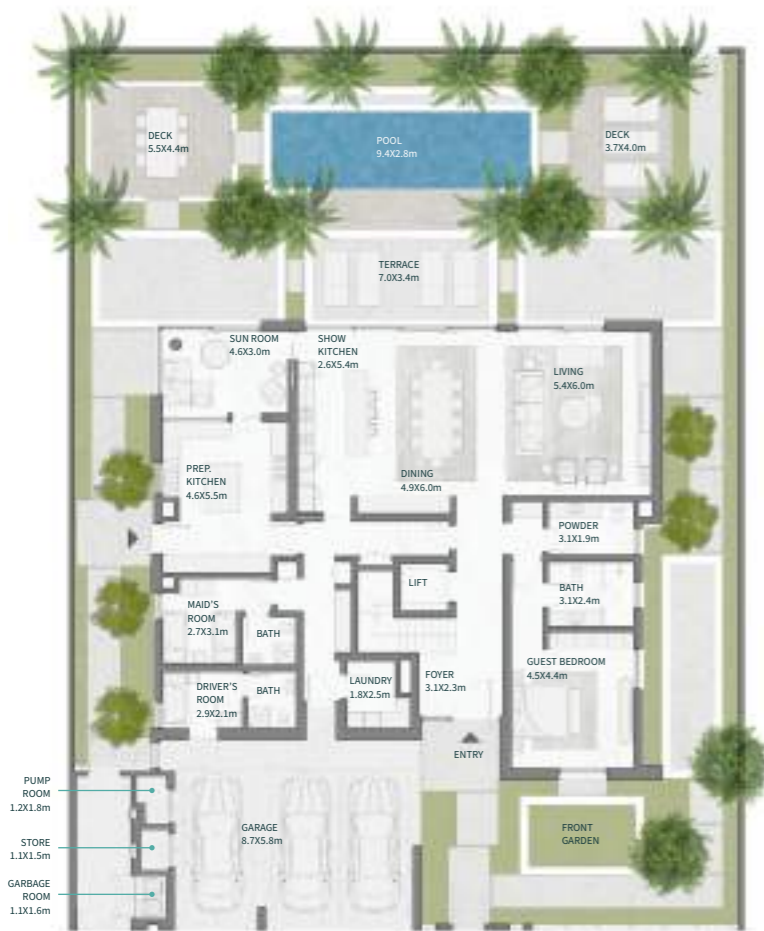 DECK
5.5X4.4m
POOL
9.4X2.8m
DECK
3.7X4.0m
TERRACE
7.0X3.4m
SUN ROOM
4.6X3.0m
SHOW
KITCHEN
2.6X5.4m
LIVING
5.4X6.0m
PREP.
KITCHEN
4.6X5.5m
DINING
4.9X6.0m
POWDER
3.1X1.9m
LIFT
BATH
3.1X2.4m
MAID'S
ROOM
2.7X3.1m
BATH
GUEST BEDROOM
4.5X4.4m
FOYER
3.1X2.3m
LAUNDRY
1.8X2.5m
DRIVER'S
ROOM
2.9X2.1m
BATH
ENTRY
PUMP
ROOM
1.2X1.8m
GARAGE
8.7X5.8m
FRONT
GARDEN
STORE
1.1X1.5m
GARBAGE
ROOM
1.1X1.6m